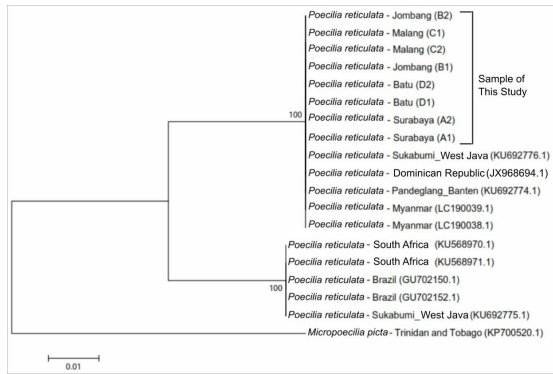 Poecilia reticulata - Jombang (B2)
Poecilia reticulata - Malang (C1)
Poecilia reticulata - Malang (C2)
Poecilia reticulata - Jombang (B1)
Poecilia reticulata - Batu (D2)
Poecilia reticulata - Batu (D1)
Poecilia reticulata - Surabaya (A2)
Poecilia reticulata - Surabaya (A1)
Sample of
This Study
100
Poecilia reticulata - Sukabumi_West Java (KU692776.1)
Poecilia reticulata - Dominican Republic (JX968694.1)
Poecilia reticulata - Pandeglang_Banten (KU692774.1)
Poecilia reticulata - Myanmar (LC190039.1)
Poecilia reticulata - Myanmar (LC190038.1)
Poecilia reticulata - South Africa (KU568970.1)
Poecilia reticulata - South Africa (KU568971.1)
Poecilia reticulata - Brazil (GU702150.1)
100
Poecilia reticulata - Brazil (GU702152.1)
Poecilia reticulata - Sukabumi_West Java (KU692775.1)
Micropoecilia picta - Trinidad and Tobago (KP700520.1)
0.01